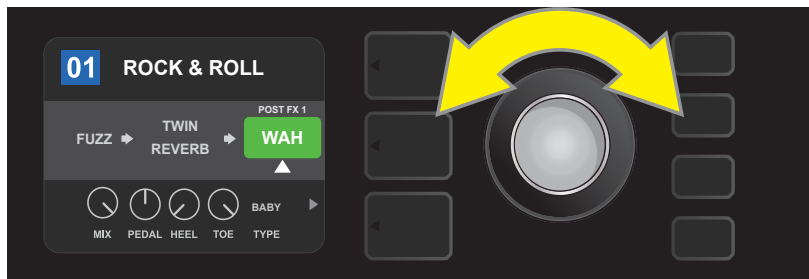 01 ROCK & ROLL
POST FX 1
FUZZ TWIN REVERB WAH
MIX PEDAL HEEL TOE BABY TYPE